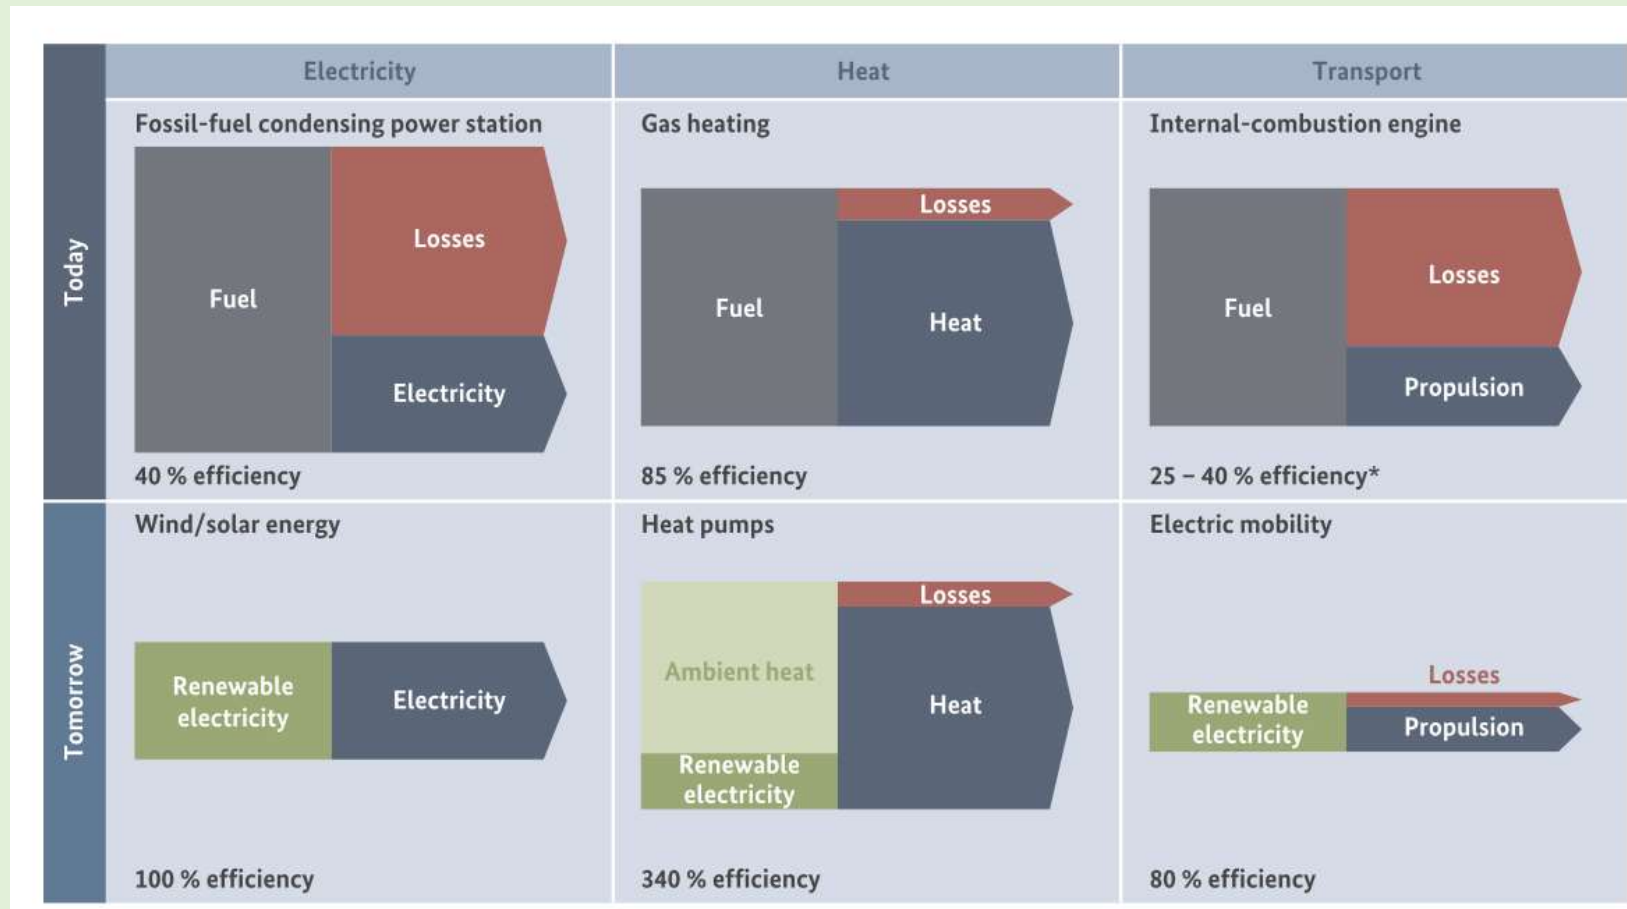 Electricity
Heat
Transport
Today
Fossil-fuel condensing power station
Fuel
Losses
Electricity
40 % efficiency
Gas heating
Fuel
Losses
Heat
85 % efficiency
Internal-combustion engine
Fuel
Losses
Propulsion
25 – 40 % efficiency*
Tomorrow
Wind/solar energy
Renewable
electricity
Electricity
100 % efficiency
Heat pumps
Ambient heat
Renewable
electricity
Losses
Heat
340 % efficiency
Electric mobility
Renewable
electricity
Losses
Propulsion
80 % efficiency